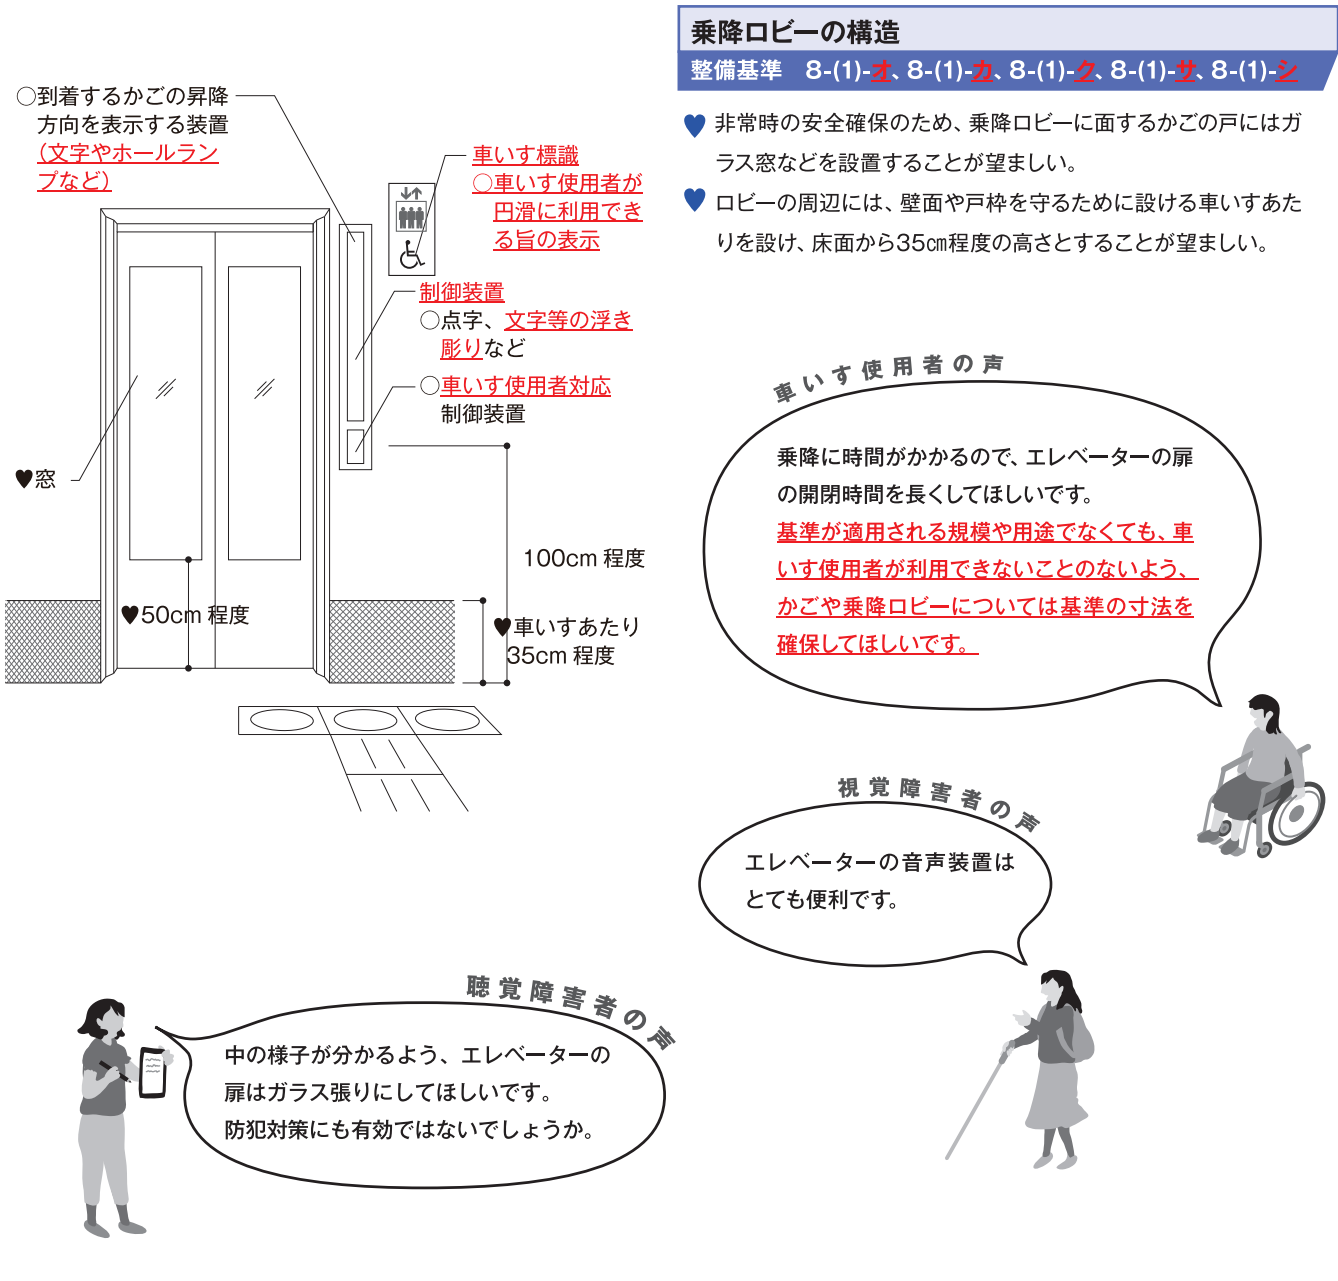 乗降ロビーの構造
整備基準 8-(1)-オ、8-(1)-カ、8-(1)-ク、8-(1)-サ、8-(1)-シ
♥ 非常時の安全確保のため、乗降ロビーに面するかごの戸にはガ
ラス窓などを設置することが望ましい。
♥ ロビーの周辺には、壁面や戸枠を守るために設ける車いすあた
りを設け、床面から35㎝程度の高さとすることが望ましい。
○到着するかごの昇降
方向を表示する装置
（文字やホールラン
プなど）
車いす標識
○車いす使用者が
円滑に利用でき
る旨の表示
制御装置
○点字、文字等の浮き
彫りなど
○車いす使用者対応
制御装置
♥窓
100cm 程度
♥50cm 程度
♥車いすあたり
35cm 程度
車いす使用者の声
乗降に時間がかかるので、エレベーターの扉
の開閉時間を長くしてほしいです。
基準が適用される規模や用途でなくても、車
いす使用者が利用できないことのないよう、
かごや乗降ロビーについては基準の寸法を
確保してほしいです。
視覚障害者の声
エレベーターの音声装置は
とても便利です。
聴覚障害者の声
中の様子が分かるよう、エレベーターの
扉はガラス張りにしてほしいです。
防犯対策にも有効ではないでしょうか。